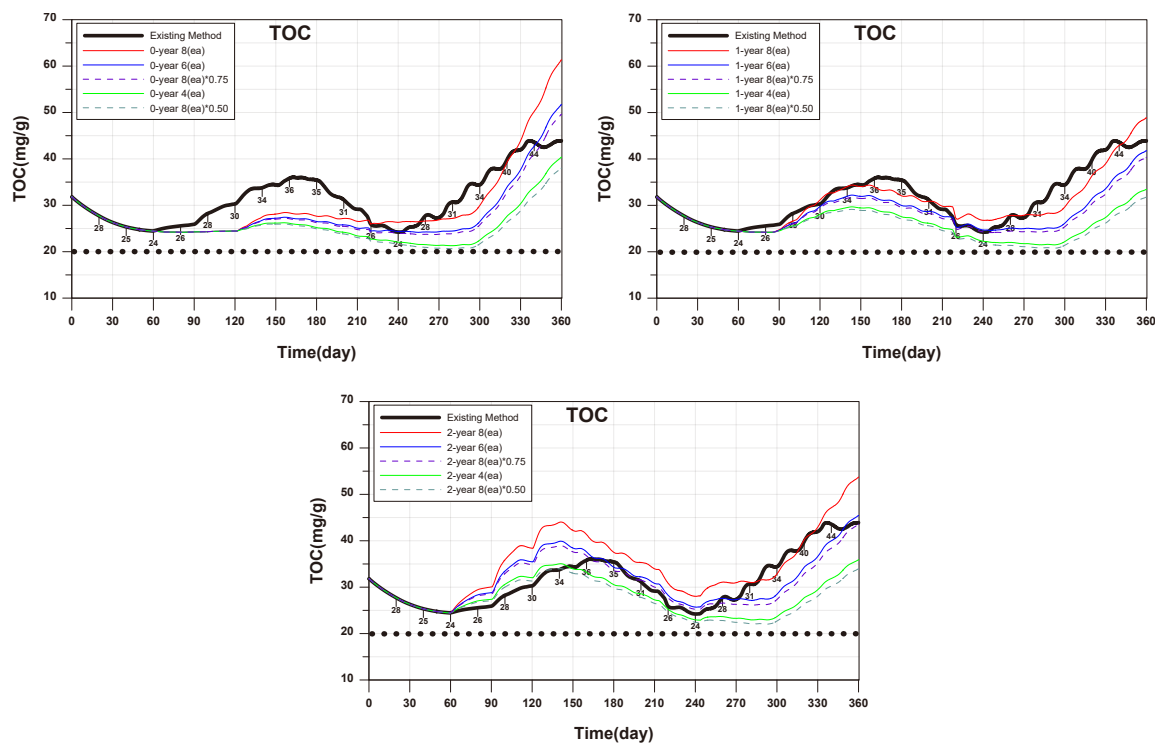 TOC
Existing Method
0-year 8(ea)
0-year 6(ea)
0-year 8(ea)*0.75
0-year 4(ea)
0-year 8(ea)*0.50
TOC(mg/g)
70
60
50
40
30
20
10
28 25 24 26 28 30 34 36 35 31 26 24 28 31 34 40 44
0 30 60 90 120 150 180 210 240 270 300 330 360
Time(day)
TOC
Existing Method
1-year 8(ea)
1-year 6(ea)
1-year 8(ea)*0.75
1-year 4(ea)
1-year 8(ea)*0.50
TOC(mg/g)
70
60
50
40
30
20
10
28 25 24 26 28 30 34 36 35 31 26 24 28 31 34 40 44
0 30 60 90 120 150 180 210 240 270 300 330 360
Time(day)
TOC
Existing Method
2-year 8(ea)
2-year 6(ea)
2-year 8(ea)*0.75
2-year 4(ea)
2-year 8(ea)*0.50
TOC(mg/g)
70
60
50
40
30
20
10
28 25 24 26 28 30 34 36 35 31 26 24 28 31 34 40 44
0 30 60 90 120 150 180 210 240 270 300 330 360
Time(day)